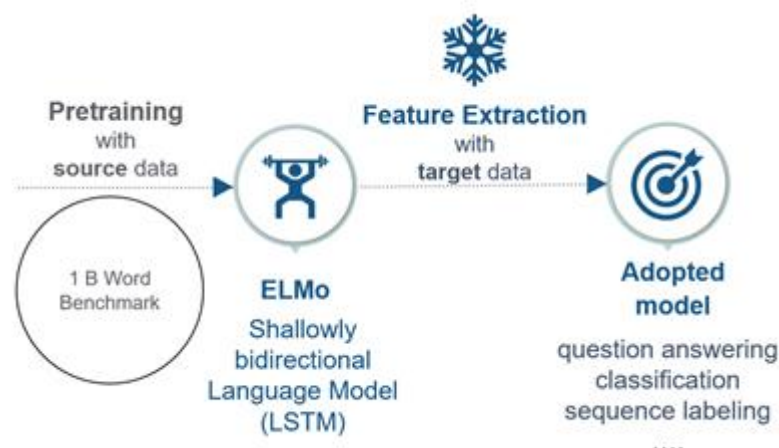 Pretraining
with
source data
1 B Word
Benchmark
ELMo
Shallowly
bidirectional
Language Model
(LSTM)
Feature Extraction
with
target data
Adopted
model
question answering
classification
sequence labeling
...